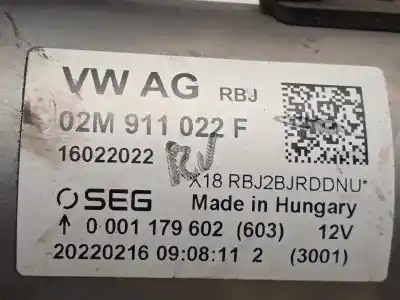 VW AG RBJ
02M 911 022 F
16022022
RJ
X18 RBJ2BJRDDNU*
SEG Made in Hungary
↑ 0 001 179 602 (603) 12V
20220216 09:08:11 2 (3001)